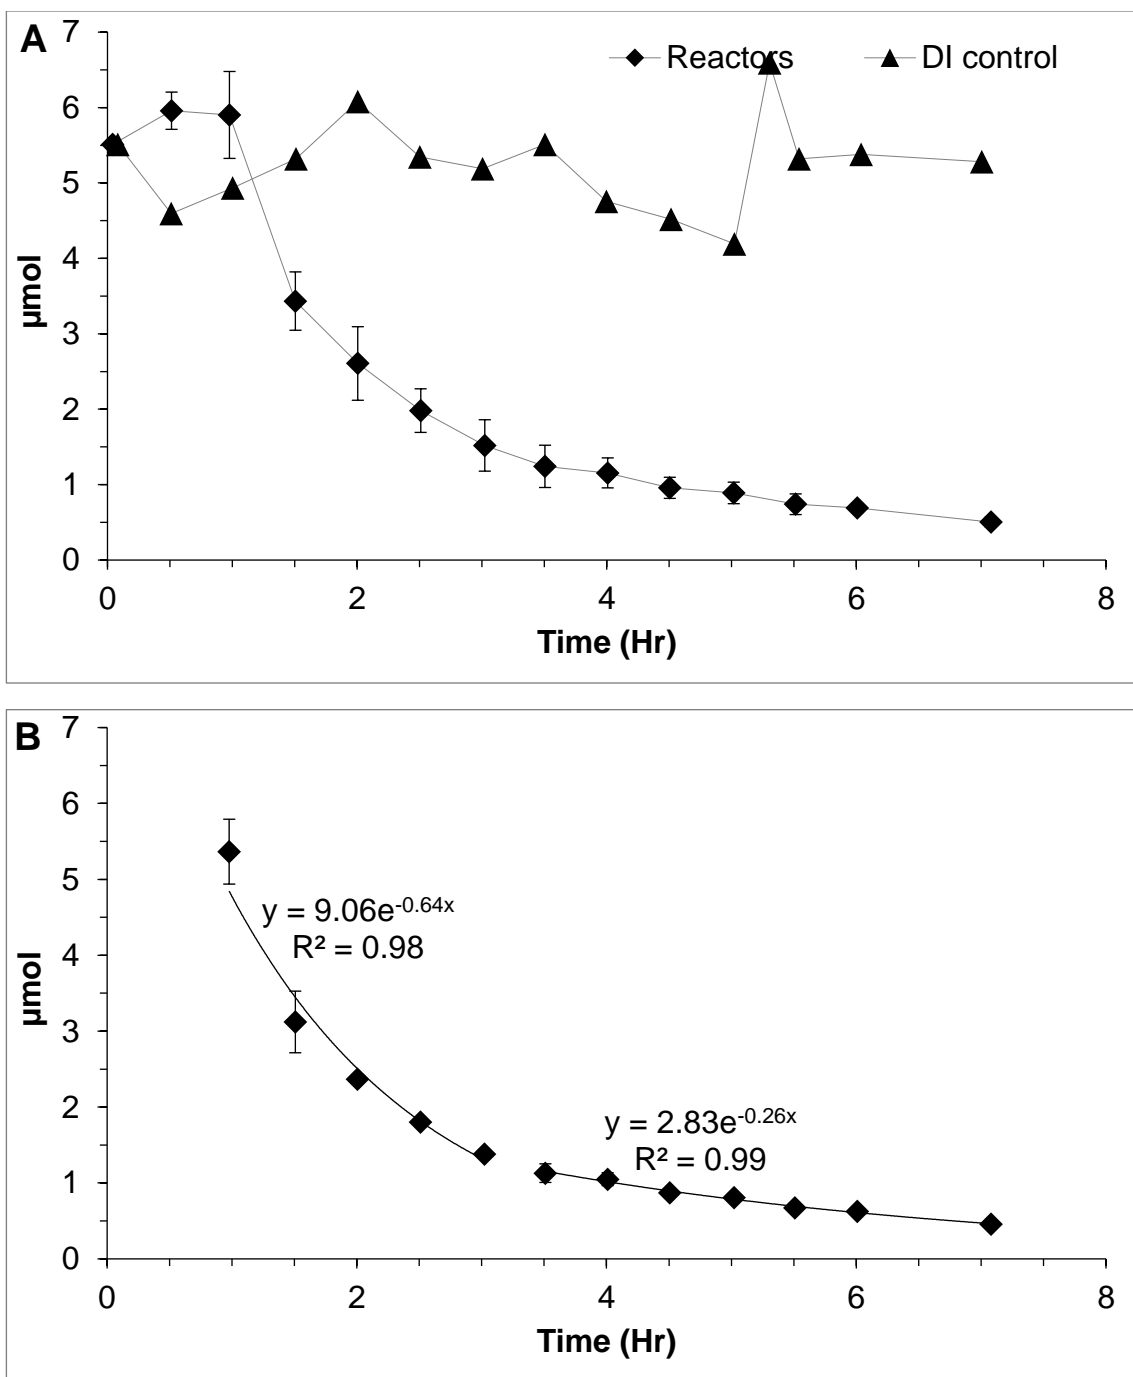 A
Reactors
DI control
7
6
5
4
3
2
1
0
µmol
0 2 4 6 8
Time (Hr)
B
7
6
5
4
3
2
1
0
µmol
y = 9.06e^-0.64x
R² = 0.98
y = 2.83e^-0.26x
R² = 0.99
0 2 4 6 8
Time (Hr)